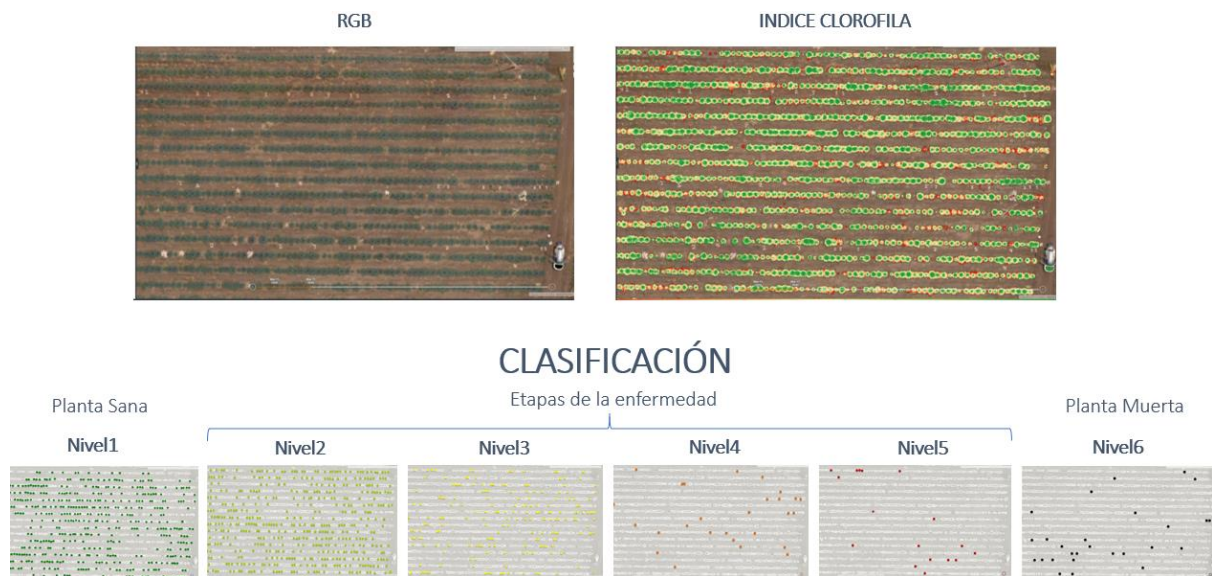 RGB
INDICE CLOROFILA
CLASIFICACIÓN
Etapas de la enfermedad
Planta Sana
Planta Muerta
Nivel1
Nivel2
Nivel3
Nivel4
Nivel5
Nivel6